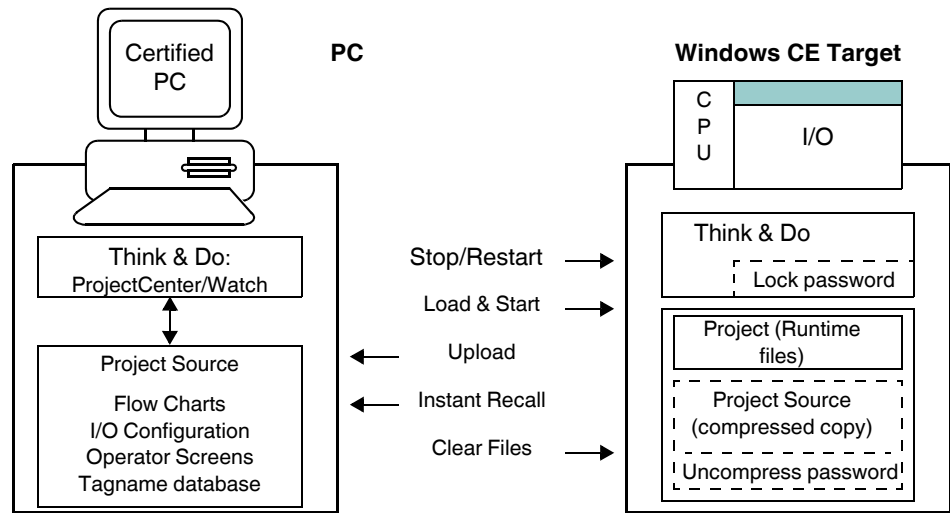 Certified
PC
PC
Windows CE Target
C
P
U
I/O
Think & Do:
ProjectCenter/Watch
Project Source
Flow Charts
I/O Configuration
Operator Screens
Tagname database
Stop/Restart
Load & Start
Upload
Instant Recall
Clear Files
Think & Do
Lock password
Project (Runtime
files)
Project Source
(compressed copy)
Uncompress password